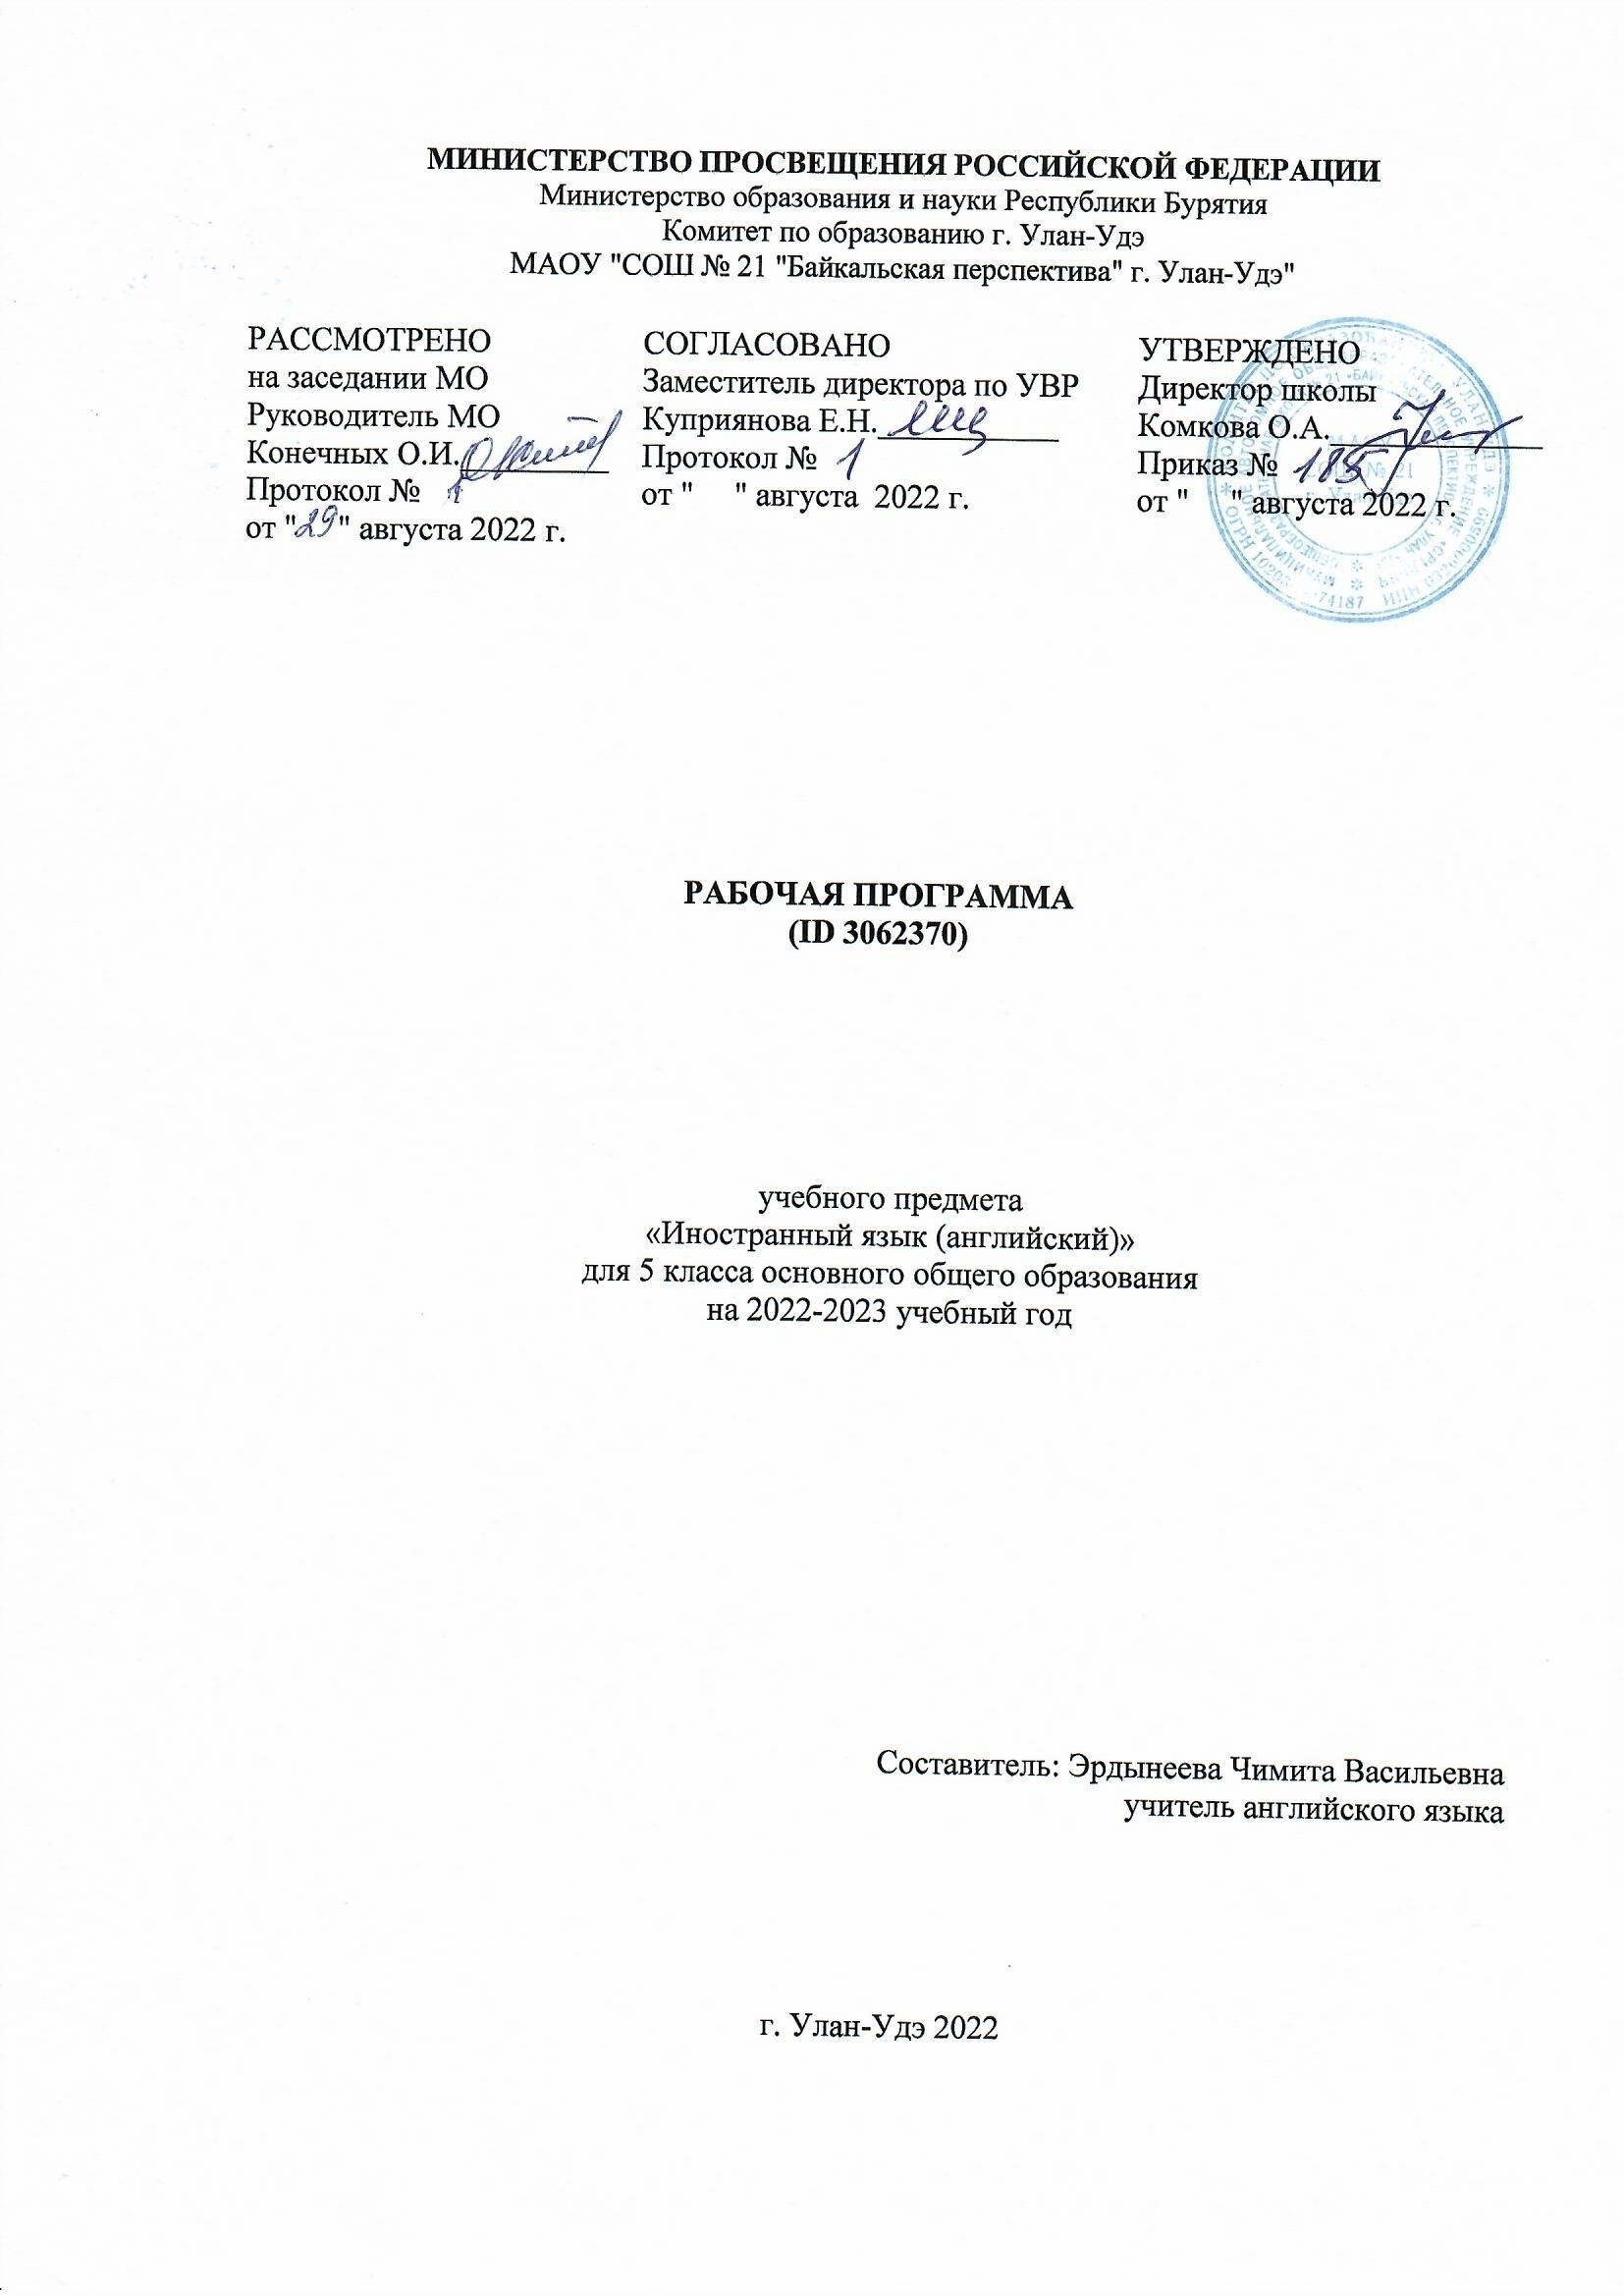 МИНИСТЕРСТВО ПРОСВЕЩЕНИЯ РОССИЙСКОЙ ФЕДЕРАЦИИ
Министерство образования и науки Республики Бурятия
Комитет по образованию г. Улан-Удэ
МАОУ "СОШ № 21 "Байкальская перспектива" г. Улан-Удэ"
РАССМОТРЕНО
на заседании МО
Руководитель МО
Конечных О.И.
Протокол № 1
от "29" августа 2022 г.
СОГЛАСОВАНО
Заместитель директора по УВР
Куприянова Е.Н.
Протокол № 1
от " " августа 2022 г.
УТВЕРЖДЕНО
Директор школы
Комкова О.А.
Приказ № 185
от " " августа 2022 г.
РАБОЧАЯ ПРОГРАММА
(ID 3062370)
учебного предмета
«Иностранный язык (английский)»
для 5 класса основного общего образования
на 2022-2023 учебный год
Составитель: Эрдынеева Чимита Васильевна
учитель английского языка
г. Улан-Удэ 2022